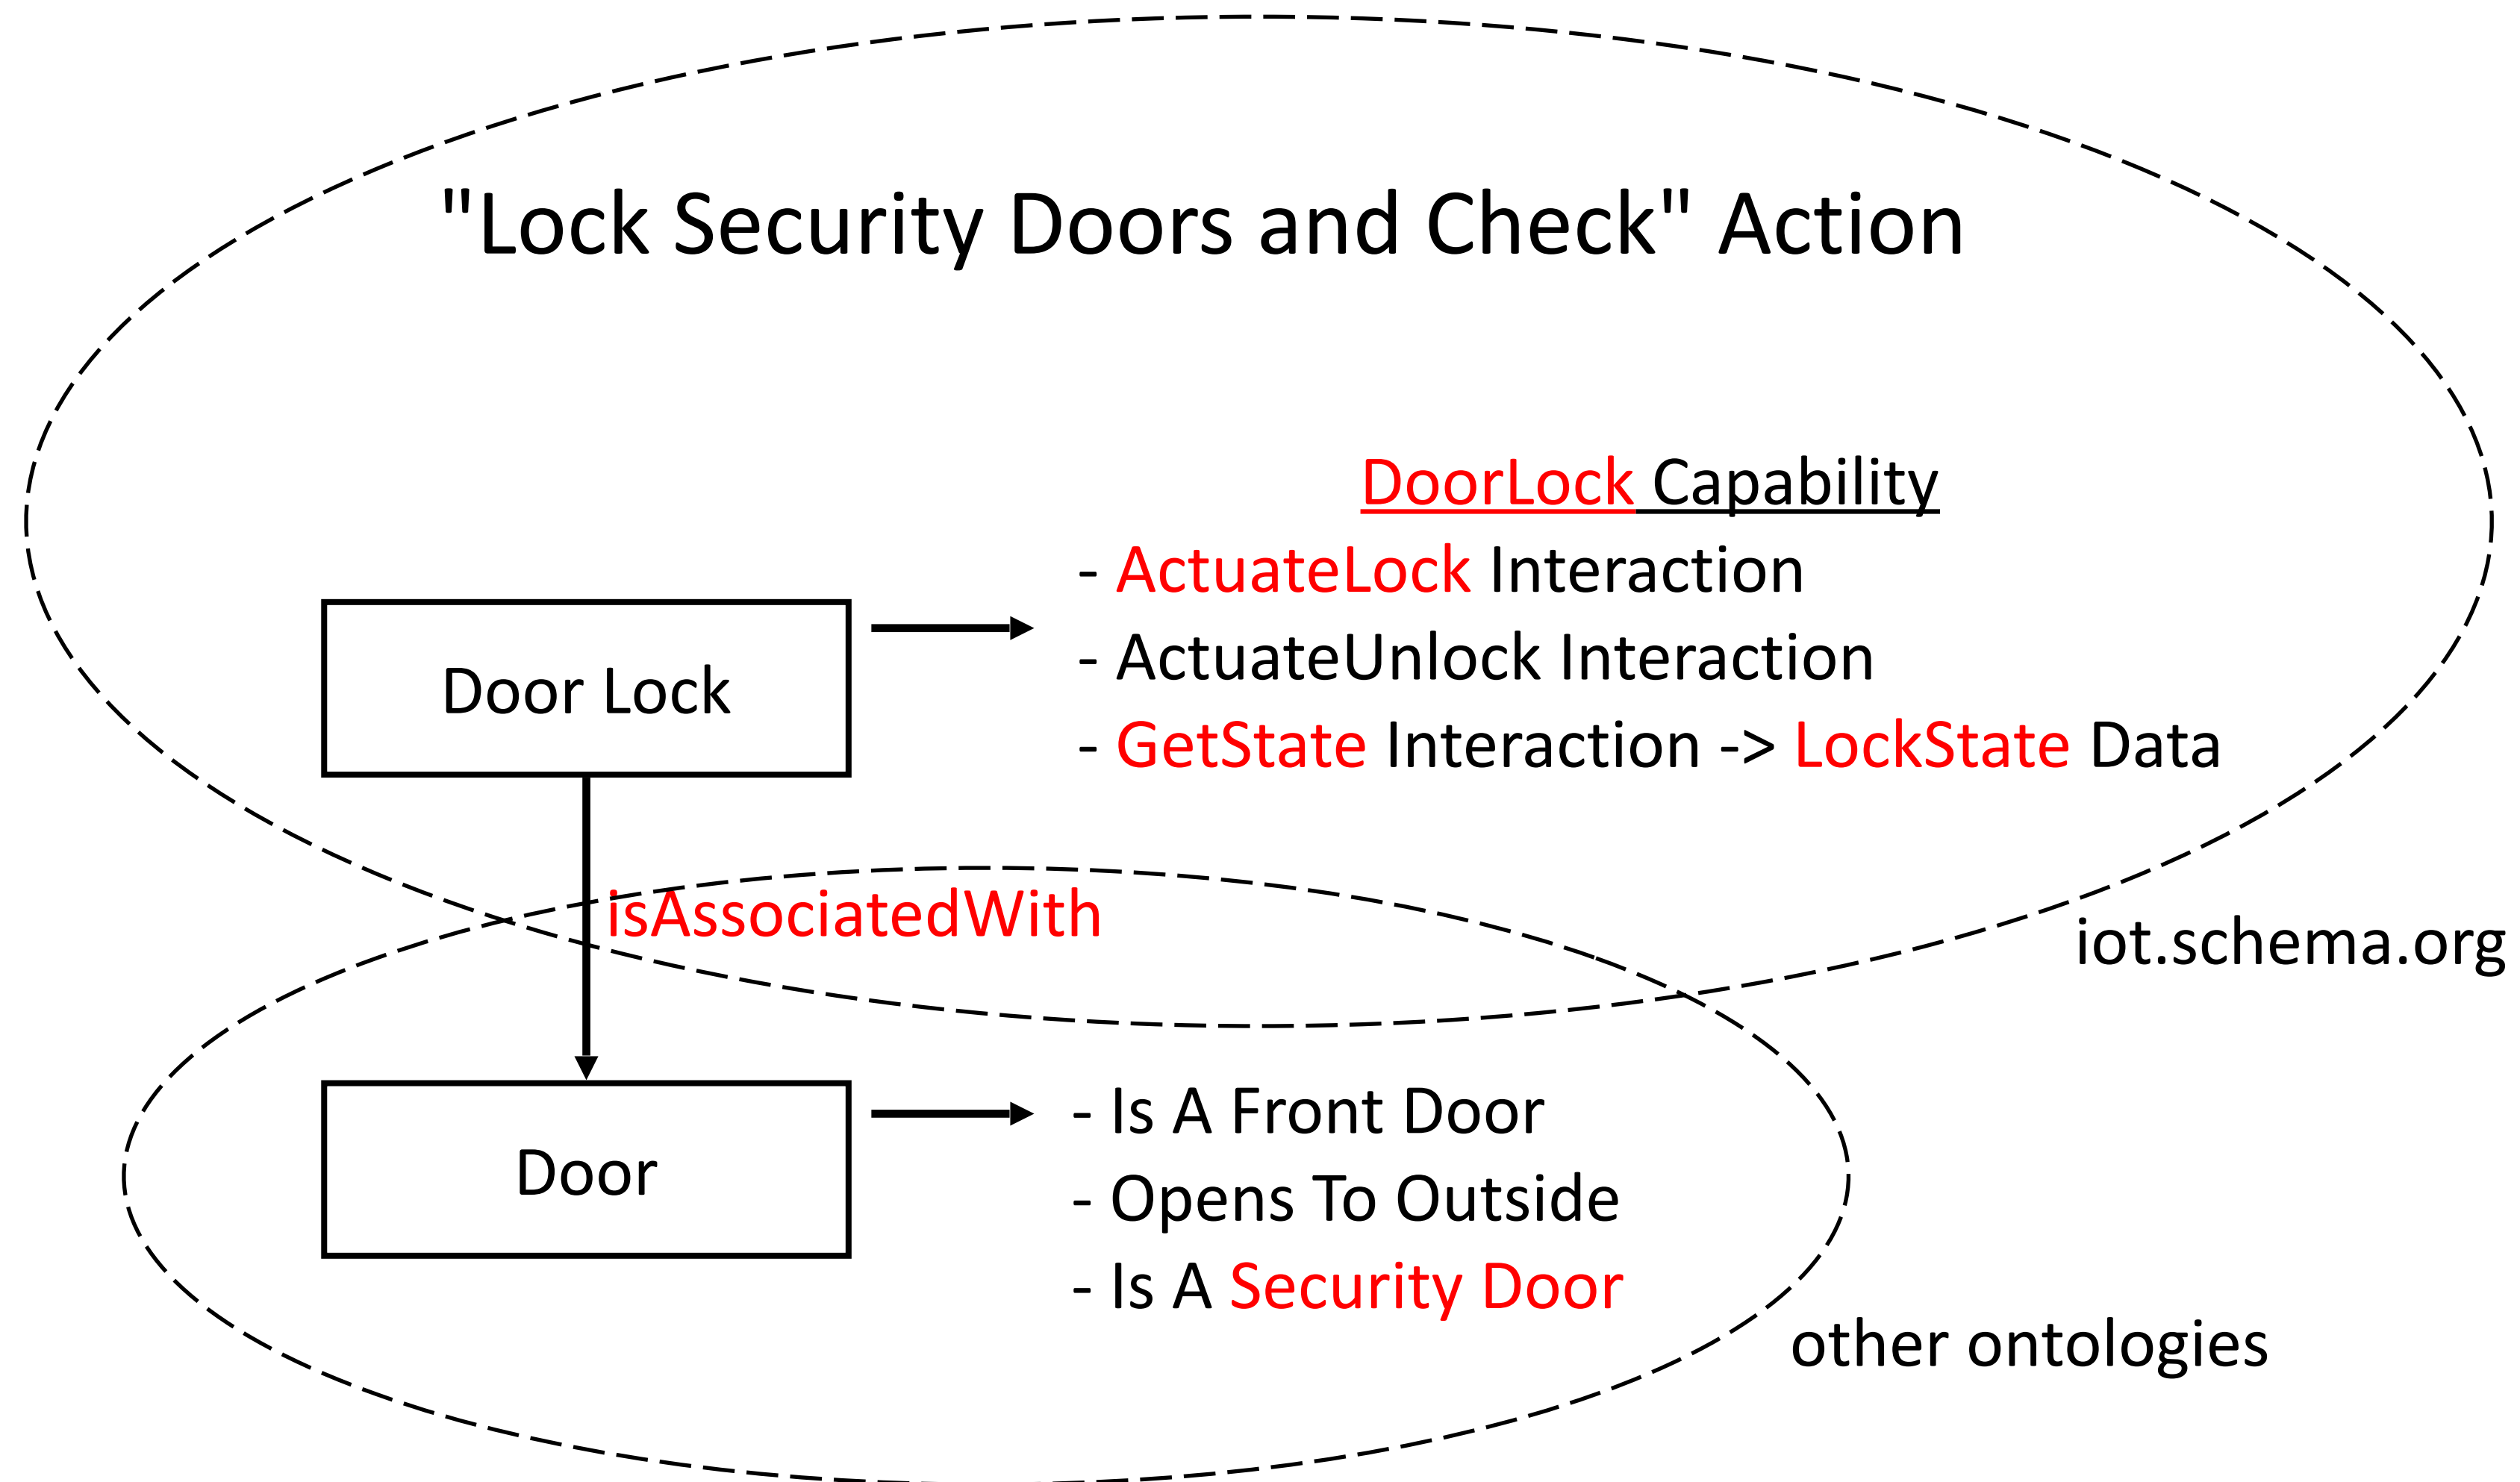 "Lock Security Doors and Check" Action
DoorLock Capability
- ActuateLock Interaction
- ActuateUnlock Interaction
- GetState Interaction -> LockState Data
Door Lock
isAssociatedWith
iot.schema.org
Door
- Is A Front Door
- Opens To Outside
- Is A Security Door
other ontologies